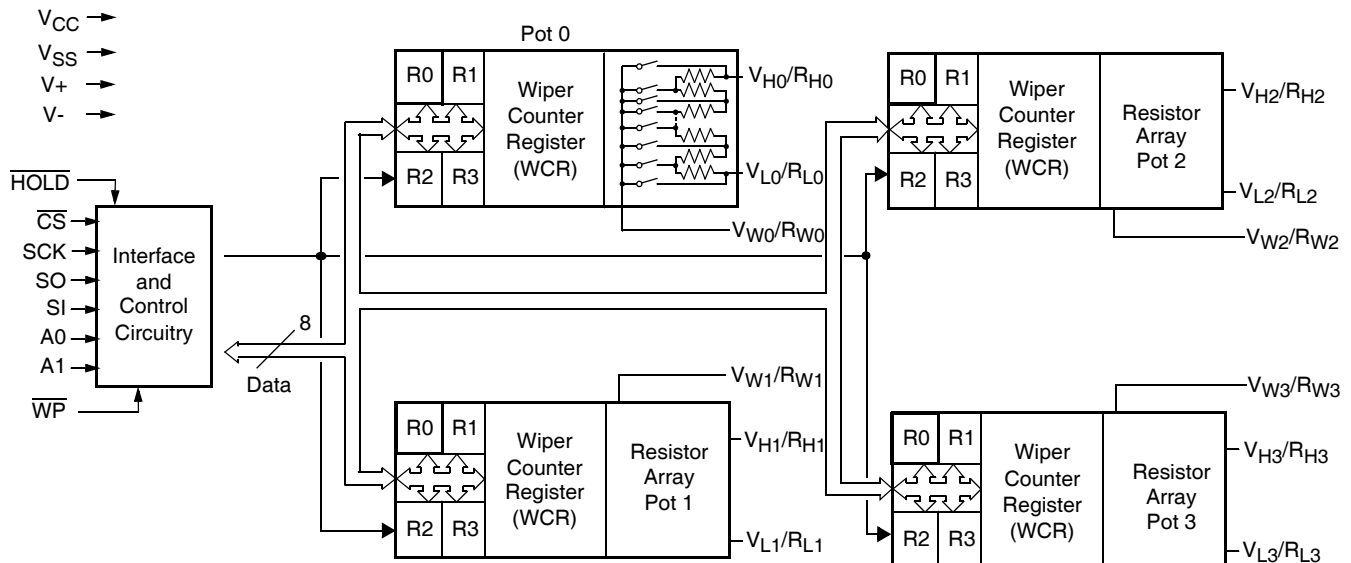 VCC
VSS
V+
V-
HOLD
CS
SCK
SO
SI
A0
A1
WP
Interface
and
Control
Circuitry
8
Data
Pot 0
R0 R1
R2 R3
Wiper
Counter
Register
(WCR)
VH0/RH0
VL0/RL0
VW0/RW0
R0 R1
R2 R3
Wiper
Counter
Register
(WCR)
Resistor
Array
Pot 2
VH2/RH2
VL2/RL2
VW2/RW2
VW1/RW1
R0 R1
R2 R3
Wiper
Counter
Register
(WCR)
Resistor
Array
Pot 1
VH1/RH1
VL1/RL1
VW3/RW3
R0 R1
R2 R3
Wiper
Counter
Register
(WCR)
Resistor
Array
Pot 3
VH3/RH3
VL3/RL3